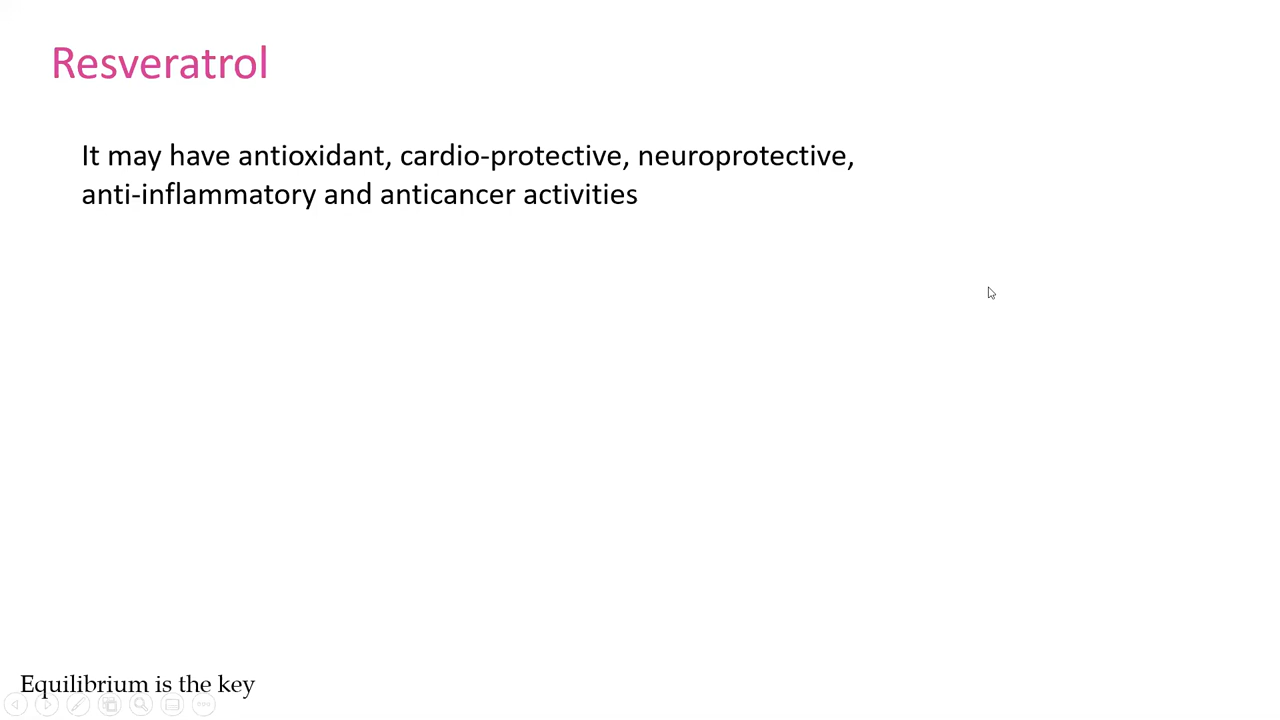 Resveratrol
It may have antioxidant, cardio-protective, neuroprotective,
anti-inflammatory and anticancer activities
Equilibrium is the key